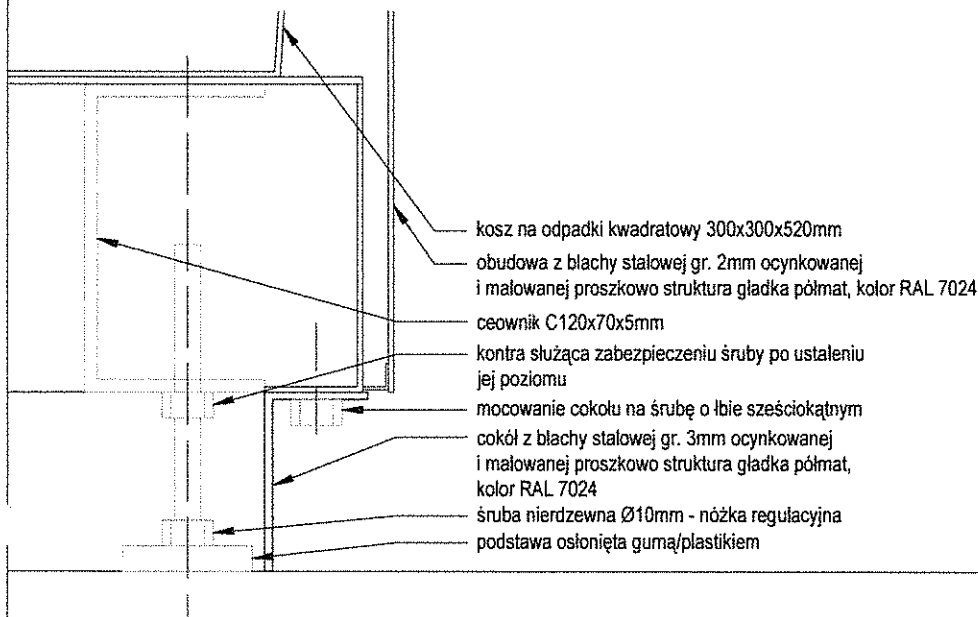 kosz na odpadki kwadratowy 300x300x520mm
obudowa z blachy stalowej gr. 2mm ocynkowanej
i malowanej proszkowo struktura gładka półmat, kolor RAL 7024
ceownik C120x70x5mm
kontra służąca zabezpieczeniu śruby po ustaleniu
jej poziomu
mocowanie cokołu na śrubę o łbie sześciokątnym
cokół z blachy stalowej gr. 3mm ocynkowanej
i malowanej proszkowo struktura gładka półmat,
kolor RAL 7024
śruba nierdzewna Ø10mm - nóżka regulacyjna
podstawa osłonięta gumą/plastikiem